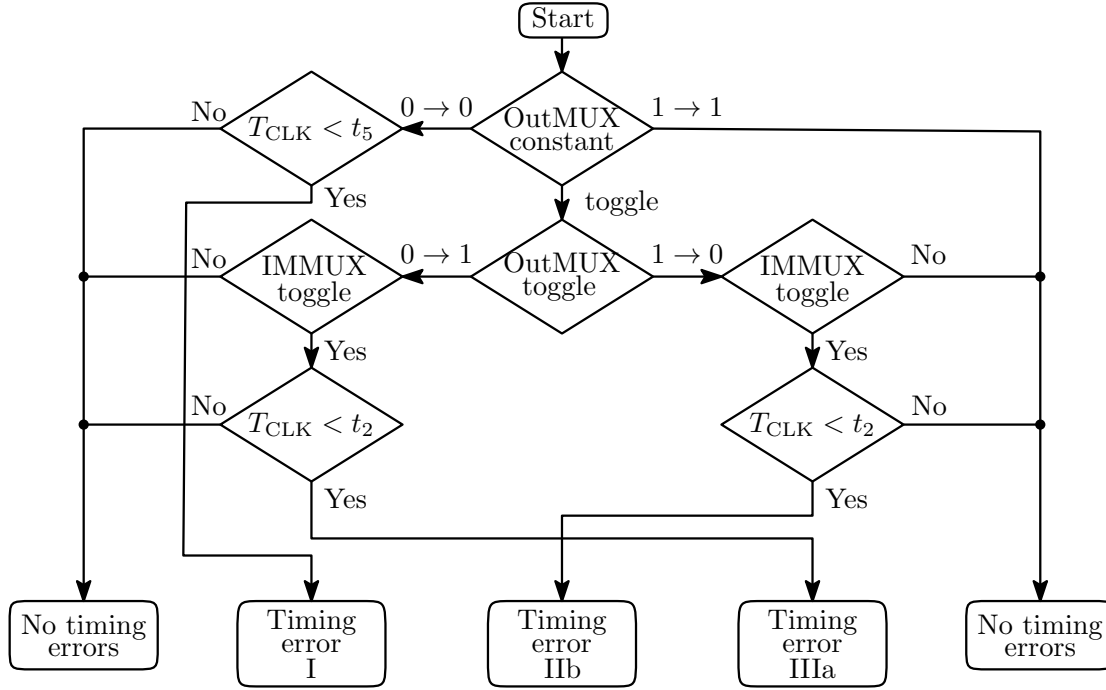 Start
No
T_CLK < t_5
0 → 0
OutMUX
constant
1 → 1
Yes
toggle
No
IMMUX
toggle
0 → 1
OutMUX
toggle
1 → 0
IMMUX
toggle
No
Yes
Yes
No
T_CLK < t_2
T_CLK < t_2
No
Yes
Yes
No timing
errors
Timing
error
I
Timing
error
IIb
Timing
error
IIIa
No timing
errors